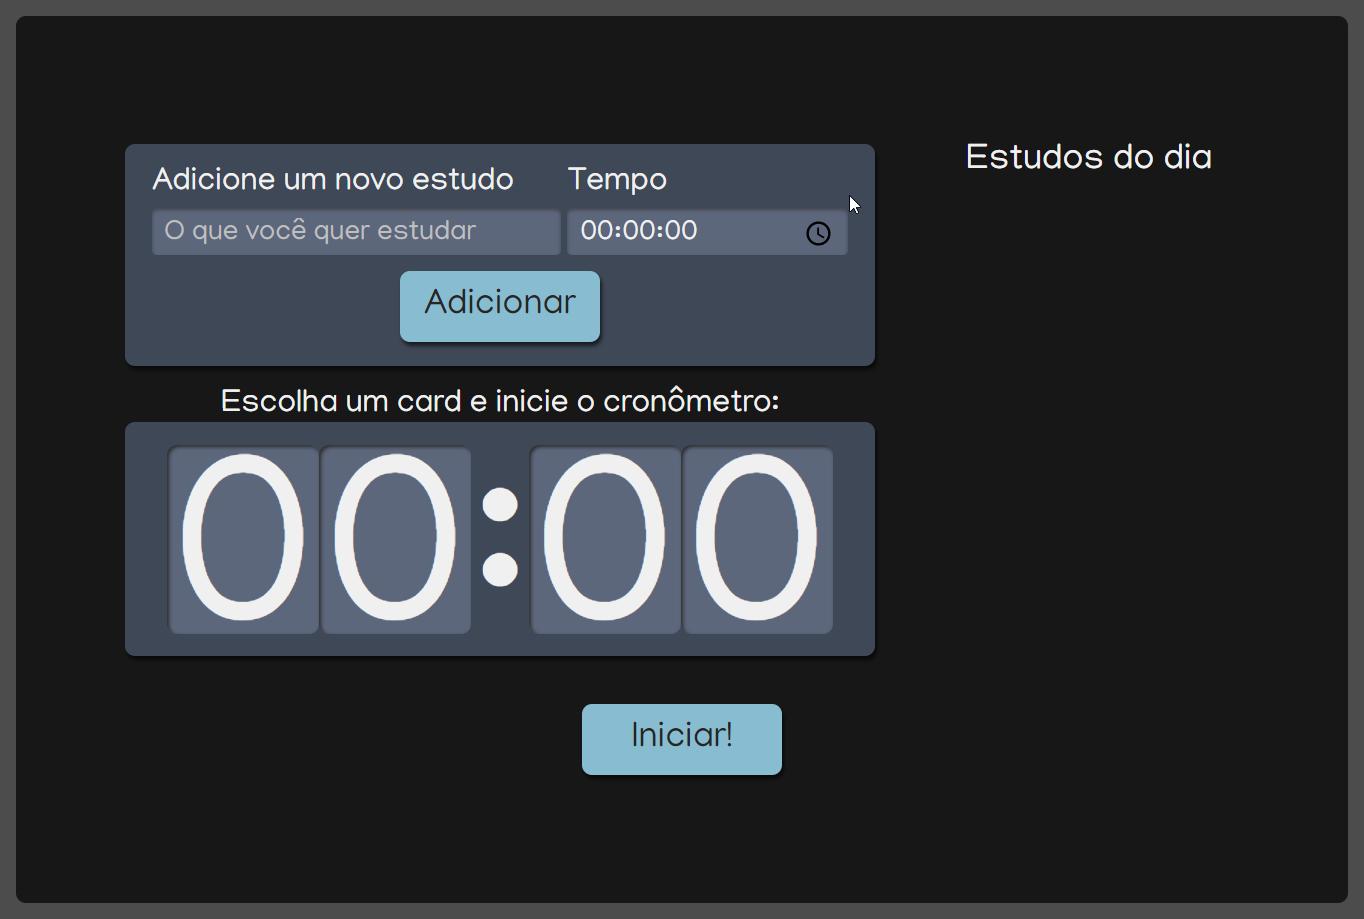 Adicione um novo estudo
Tempo
O que você quer estudar
00:00:00
Adicionar
Escolha um card e inicie o cronômetro:
00:00
Iniciar!
Estudos do dia